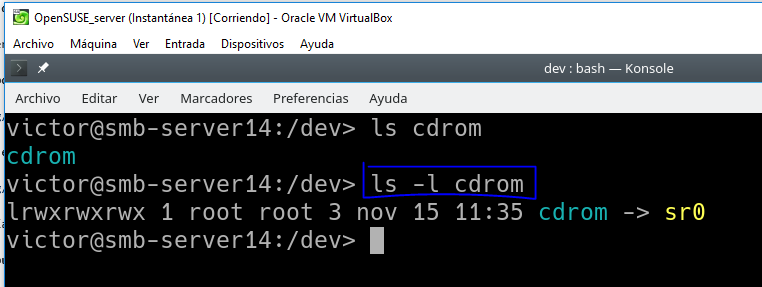 OpenSUSE_server (Instantánea 1) [Corriendo] - Oracle VM VirtualBox
Archivo Máquina Ver Entrada Dispositivos Ayuda
dev : bash — Konsole
Archivo Editar Ver Marcadores Preferencias Ayuda
victor@smb-server14:/dev> ls cdrom
cdrom
victor@smb-server14:/dev> ls -l cdrom
lrwxrwxrwx 1 root root 3 nov 15 11:35 cdrom -> sr0
victor@smb-server14:/dev>